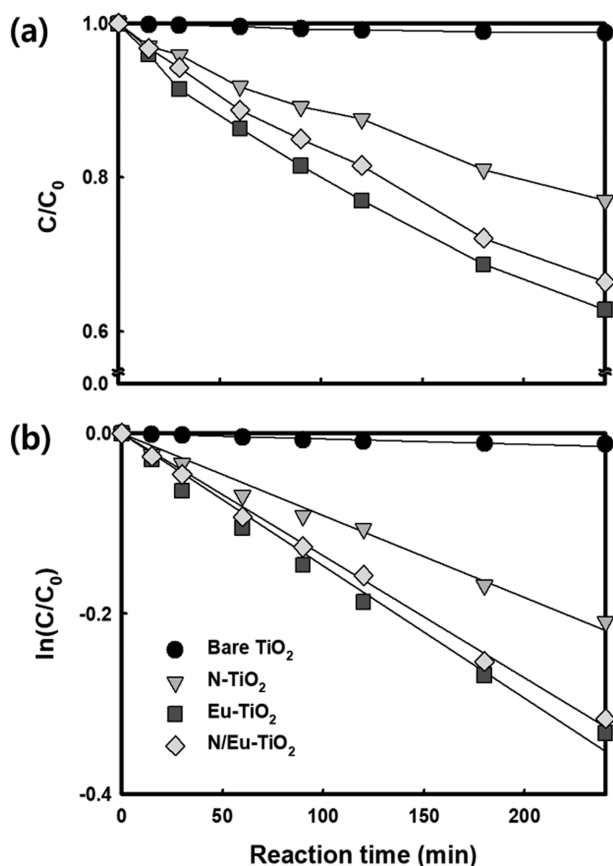 (a)
1.0
0.8
0.6
0.0
C/C₀
(b)
0.0
-0.2
-0.4
ln(C/C₀)
Bare TiO₂
N-TiO₂
Eu-TiO₂
N/Eu-TiO₂
0 50 100 150 200
Reaction time (min)